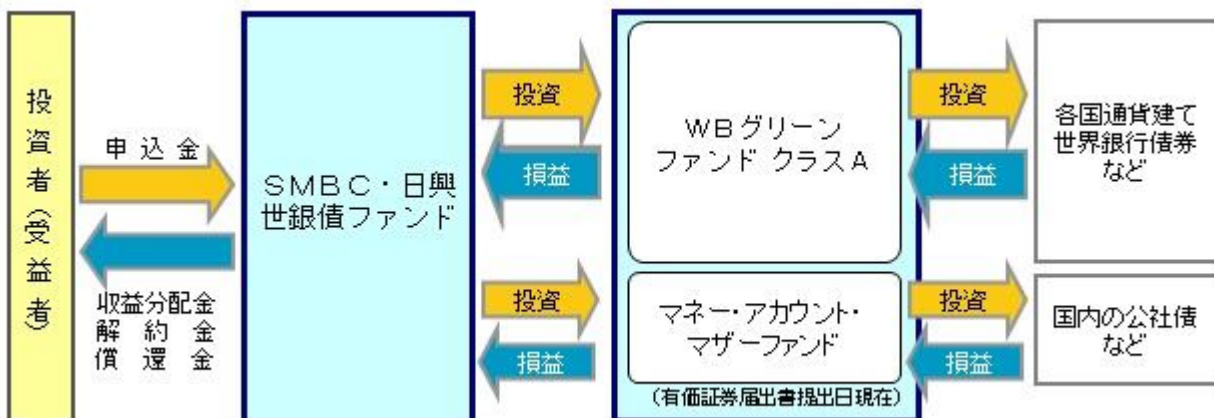 投資者（受益者）
申込金
収益分配金
解約金
償還金
ＳＭＢＣ・日興
世銀債ファンド
投資
損益
投資
損益
ＷＢグリーン
ファンド クラスＡ
マネー・アカウント・
マザーファンド
（有価証券届出書提出日現在）
投資
損益
投資
損益
各国通貨建て
世界銀行債券
など
国内の公社債
など